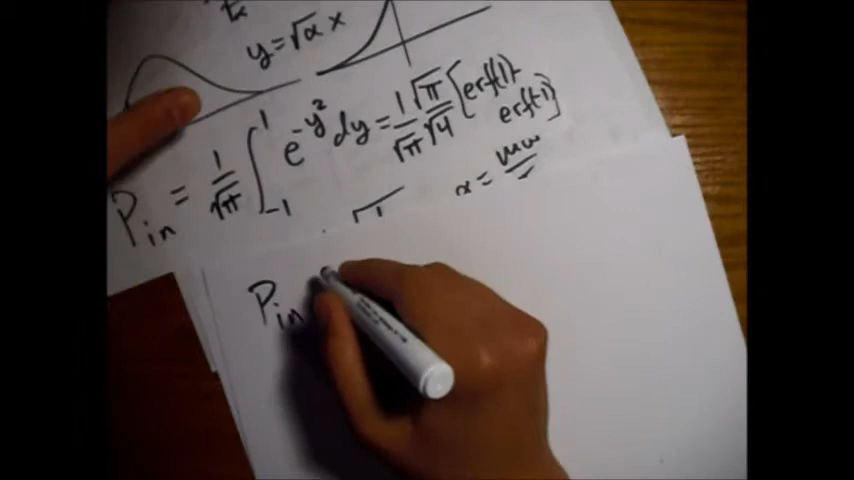 y = √α x
P_in = 1/√π ∫_{-1}^{1} e^{-y²} dy = 1/√π √π/√4 [erf(1) - erf(-1)]
P_in